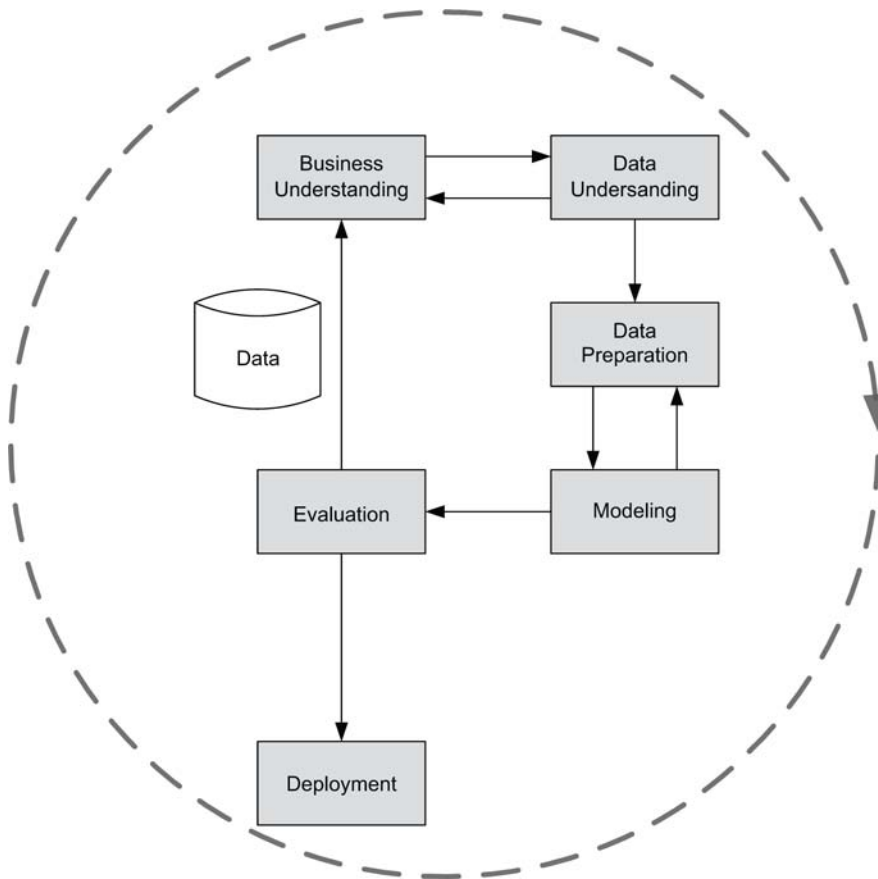 Business
Understanding
Data
Undersanding
Data
Data
Preparation
Evaluation
Modeling
Deployment